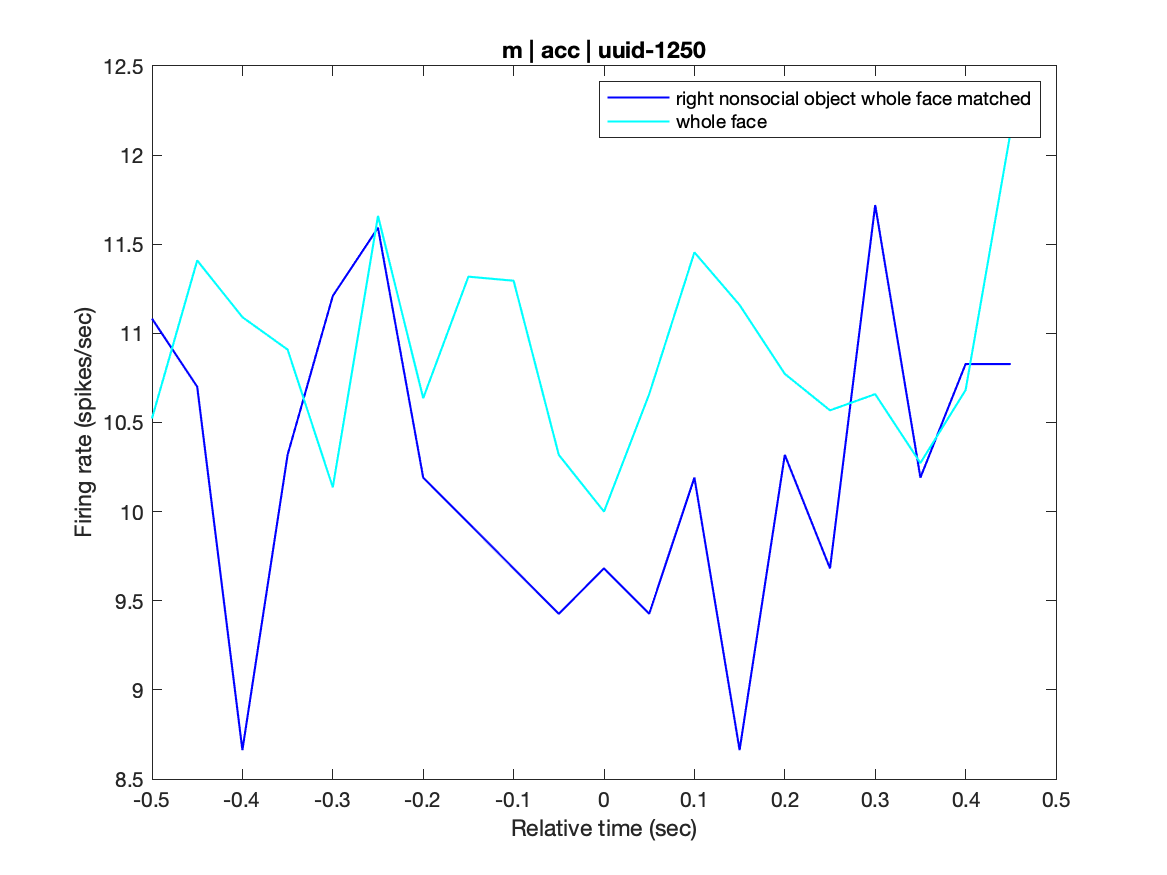 m | acc | uuid-1250
right nonsocial object whole face matched
whole face
Firing rate (spikes/sec)
12.5
12
11.5
11
10.5
10
9.5
9
8.5
-0.5 -0.4 -0.3 -0.2 -0.1 0 0.1 0.2 0.3 0.4 0.5
Relative time (sec)